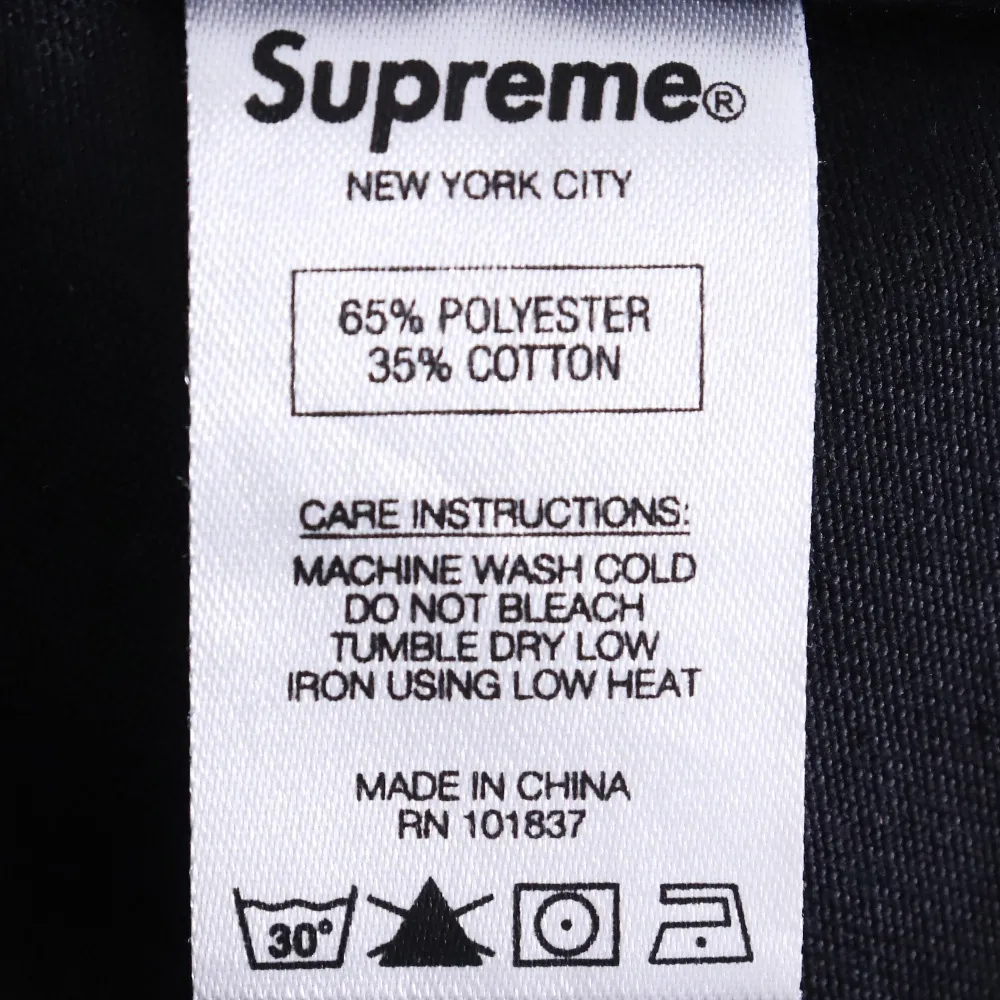 Supreme®
NEW YORK CITY
65% POLYESTER
35% COTTON
CARE INSTRUCTIONS:
MACHINE WASH COLD
DO NOT BLEACH
TUMBLE DRY LOW
IRON USING LOW HEAT
MADE IN CHINA
RN 101837
30°